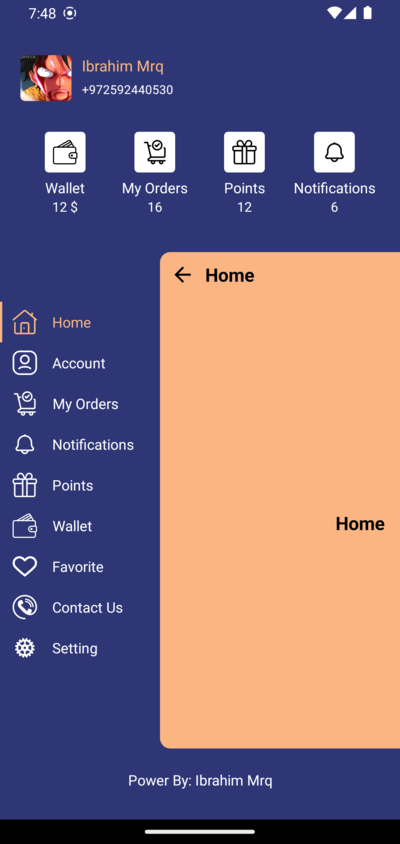 7:48
Ibrahim Mrq
+972592440530
Wallet My Orders Points Notifications
12 $ 16 12 6
Home
Home
Account
My Orders
Notifications
Points
Home
Wallet
Favorite
Contact Us
Setting
Power By: Ibrahim Mrq